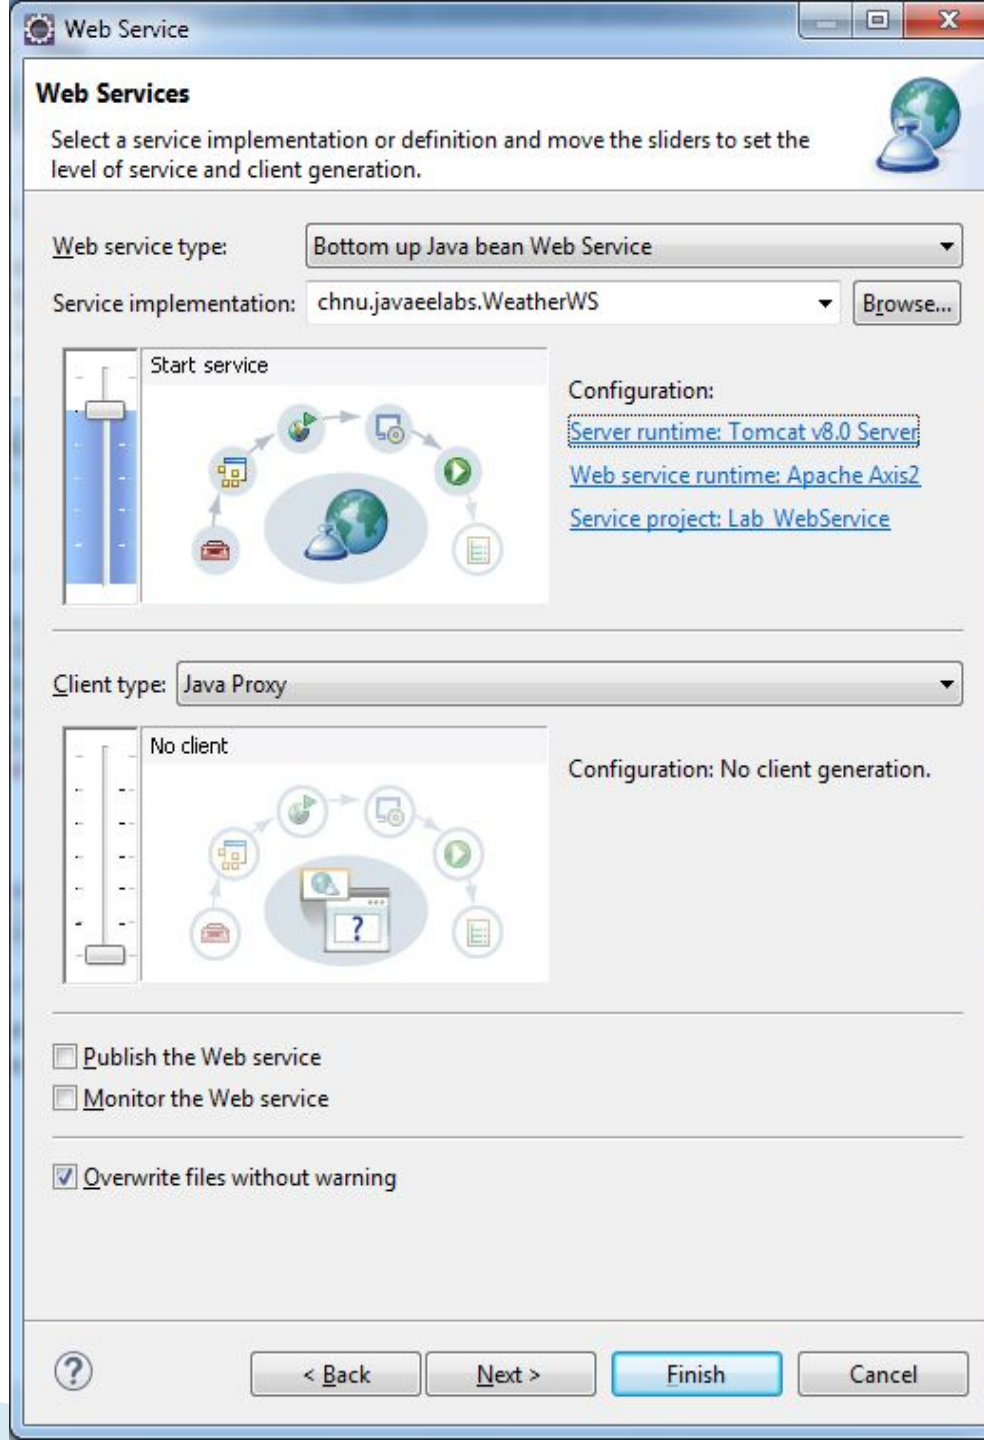 Web Service
Web Services
Select a service implementation or definition and move the sliders to set the
level of service and client generation.
Web service type: Bottom up Java bean Web Service
Service implementation: chnu.javaeelabs.WeatherWS Browse...
Start service
Configuration:
Server runtime: Tomcat v8.0 Server
Web service runtime: Apache Axis2
Service project: Lab_WebService
Client type: Java Proxy
No client
Configuration: No client generation.
Publish the Web service
Monitor the Web service
Overwrite files without warning
< Back Next > Finish Cancel